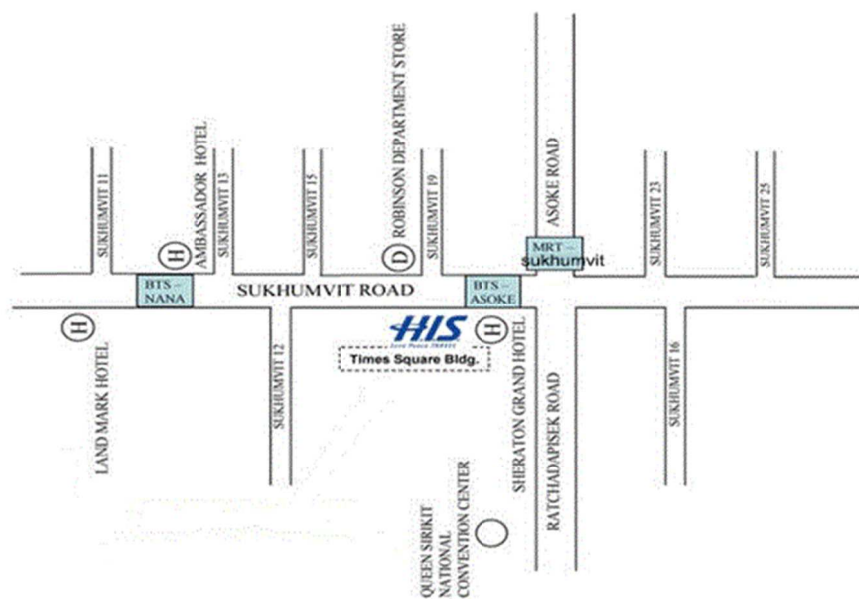 SUKHUMVIT 11
AMBASSADOR HOTEL
H
SUKHUMVIT 13
SUKHUMVIT 15
ROBINSON DEPARTMENT STORE
D
SUKHUMVIT 19
ASOKE ROAD
SUKHUMVIT 23
SUKHUMVIT 25
MRT –
sukhumvit
BTS –
NANA
SUKHUMVIT ROAD
BTS –
ASOKE
H
LAND MARK HOTEL
SUKHUMVIT 12
H.I.S.
Times Square Bldg.
H
SHERATON GRAND HOTEL
RATCHADAPISEK ROAD
SUKHUMVIT 16
QUEEN SIRIKIT
NATIONAL
CONVENTION CENTER